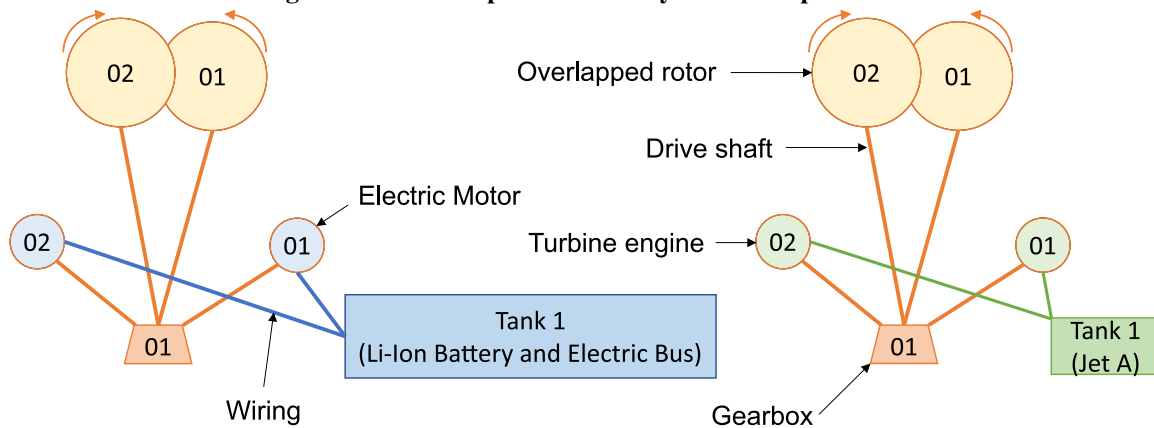 02
01
02
01
Overlapped rotor
Drive shaft
Electric Motor
02
01
Turbine engine
02
01
01
Tank 1
(Li-Ion Battery and Electric Bus)
01
Tank 1
(Jet A)
Wiring
Gearbox